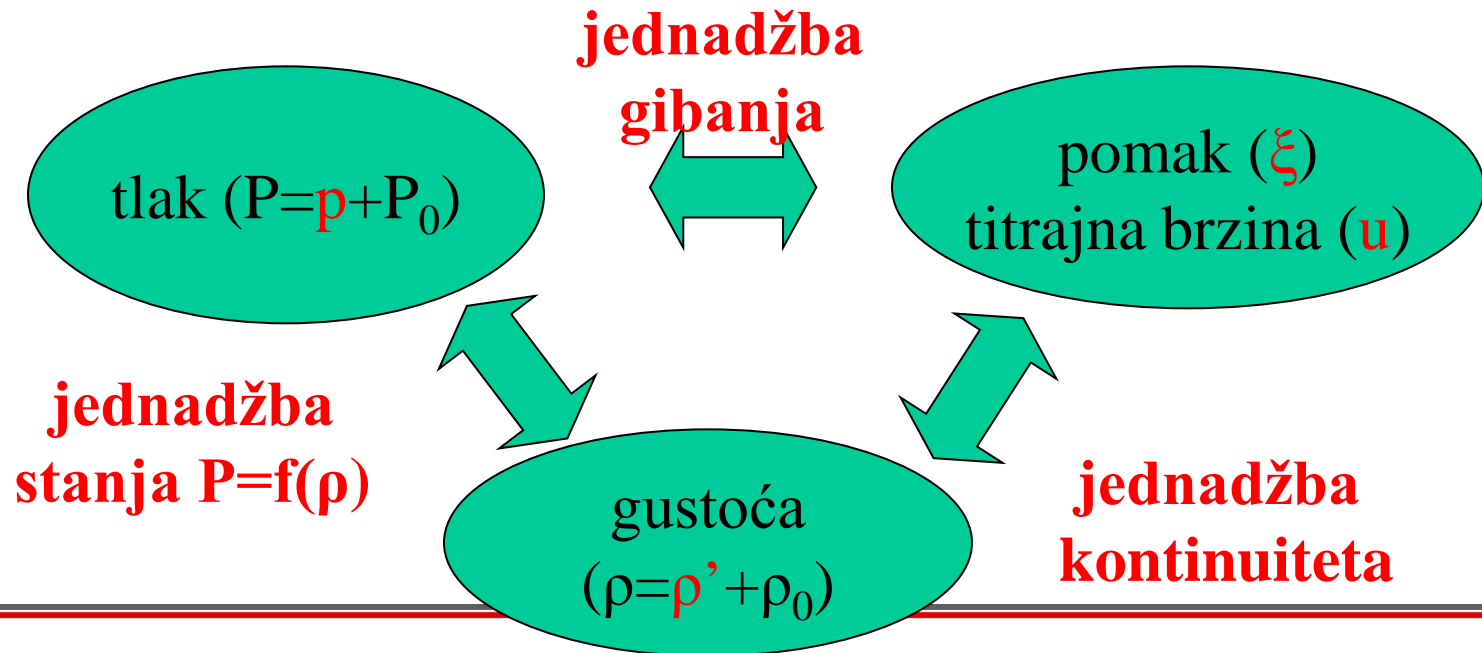 jednadžba
gibanja
tlak (P=p+P₀)
pomak (ξ)
titrajna brzina (u)
jednadžba
stanja P=f(ρ)
gustoća
(ρ=ρ’+ρ₀)
jednadžba
kontinuiteta